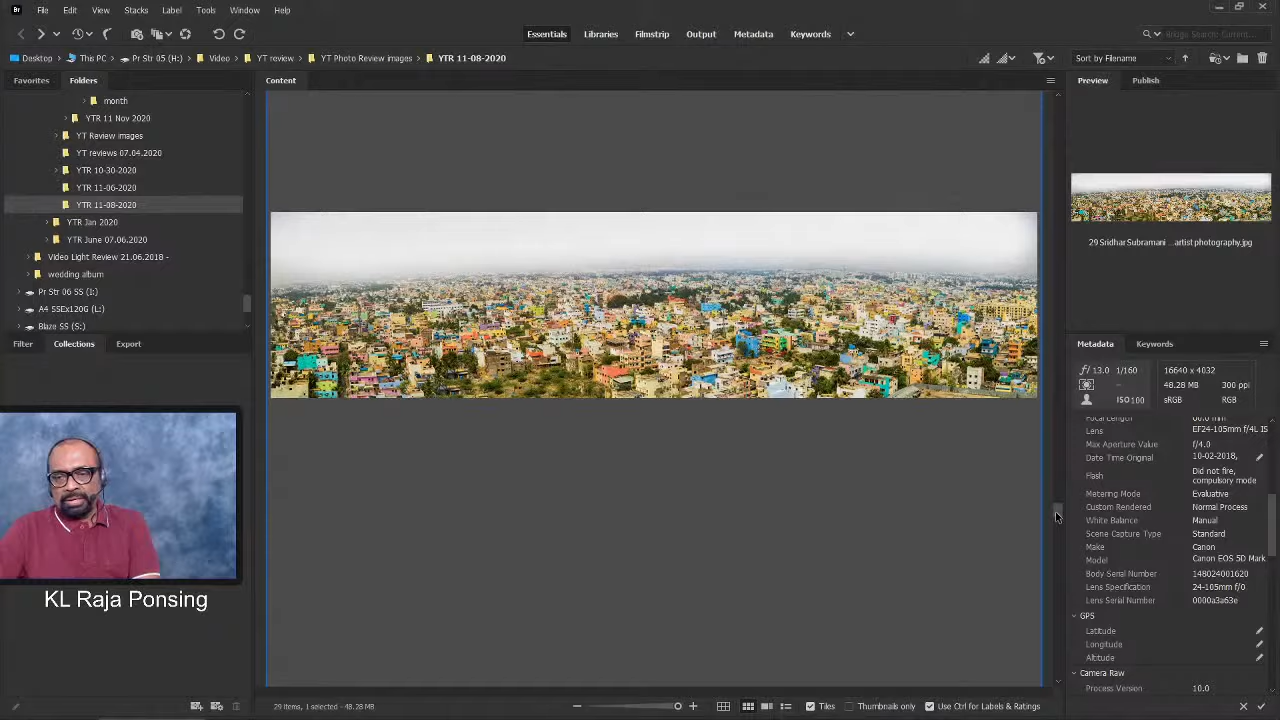 Br File Edit View Stacks Label Tools Window Help
Essentials Libraries Filmstrip Output Metadata Keywords
Desktop This PC Pr Str 05 (H:) Video YT review YT Photo Review images YTR 11-08-2020
Sort by Filename
Favorites Folders
month
YTR 11 Nov 2020
YT Review images
YT reviews 07.04.2020
YTR 10-30-2020
YTR 11-06-2020
YTR 11-08-2020
YTR Jan 2020
YTR June 07.06.2020
Video Light Review 21.06.2018 -
wedding album
Pr Str 06 SS (I:)
A4 SSEx120G (L:)
Blaze SS (S:)
Filter Collections Export
KL Raja Ponsing
Content
29 items, 1 selected - 48.28 MB
Tiles Thumbnails only Use Ctrl for Labels & Ratings
Preview Publish
29 Sridhar Subramani ...artist photography.jpg
Metadata Keywords
f/ 13.0 1/160
--
ISO100
16640 x 4032
48.28 MB 300 ppi
sRGB RGB
Focal Length 60.0 mm
Lens EF24-105mm f/4L IS
Max Aperture Value f/4.0
Date Time Original 10-02-2018,
Flash Did not fire, compulsory mode
Metering Mode Evaluative
Custom Rendered Normal Process
White Balance Manual
Scene Capture Type Standard
Make Canon
Model Canon EOS 5D Mark
Body Serial Number 148024001620
Lens Specification 24-105mm f/0
Lens Serial Number 0000a3a63e
GPS
Latitude
Longitude
Altitude
Camera Raw
Process Version 10.0